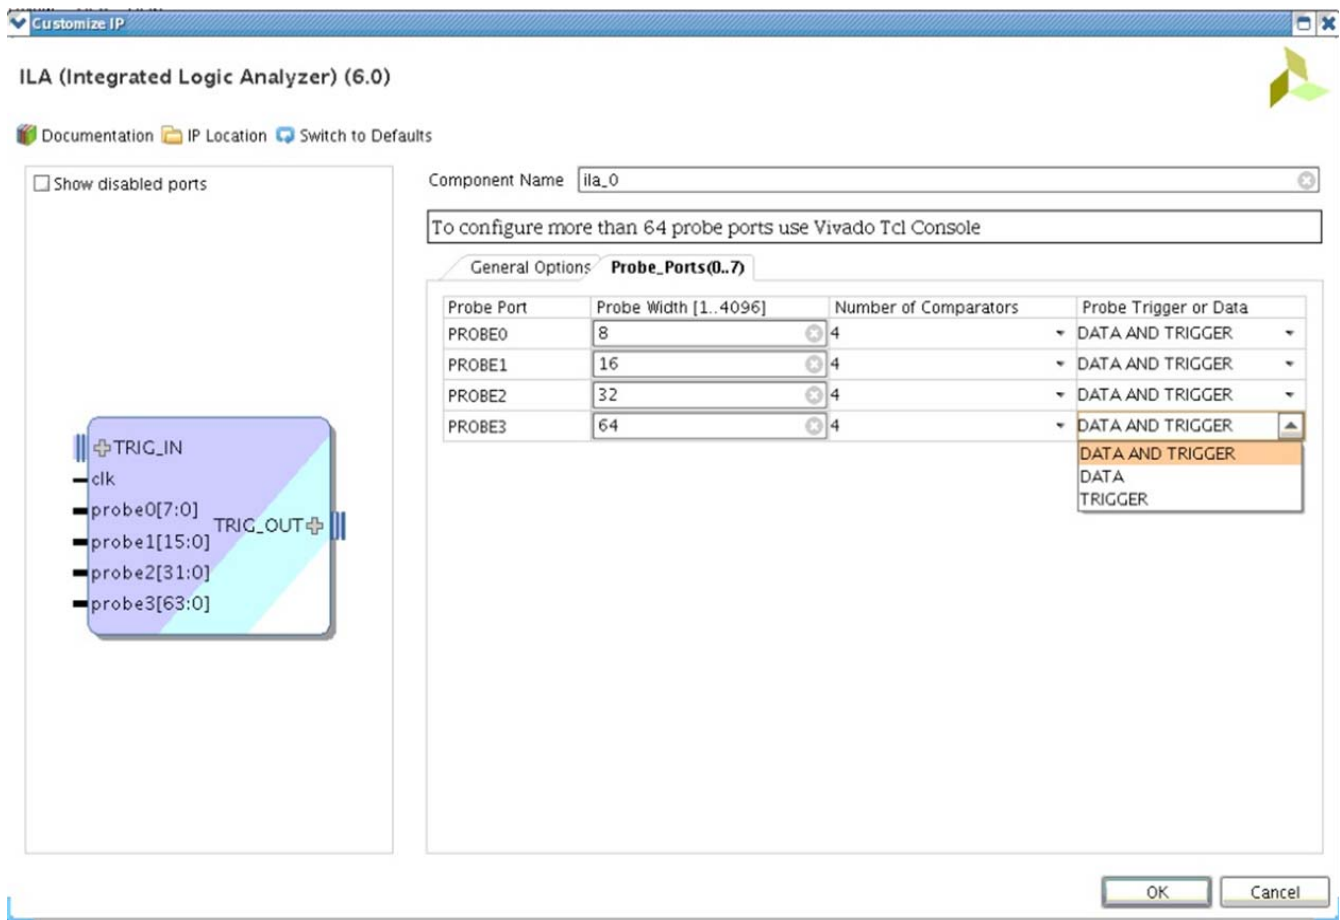 Customize IP
ILA (Integrated Logic Analyzer) (6.0)
Documentation IP Location Switch to Defaults
Show disabled ports
TRIG_IN
clk
probe0[7:0]
TRIG_OUT
probe1[15:0]
probe2[31:0]
probe3[63:0]
Component Name ila_0
To configure more than 64 probe ports use Vivado Tcl Console
General Options Probe_Ports(0..7)
Probe Port Probe Width [1..4096] Number of Comparators Probe Trigger or Data
PROBE0 8 4 DATA AND TRIGGER
PROBE1 16 4 DATA AND TRIGGER
PROBE2 32 4 DATA AND TRIGGER
PROBE3 64 4 DATA AND TRIGGER
DATA AND TRIGGER
DATA
TRIGGER
OK Cancel